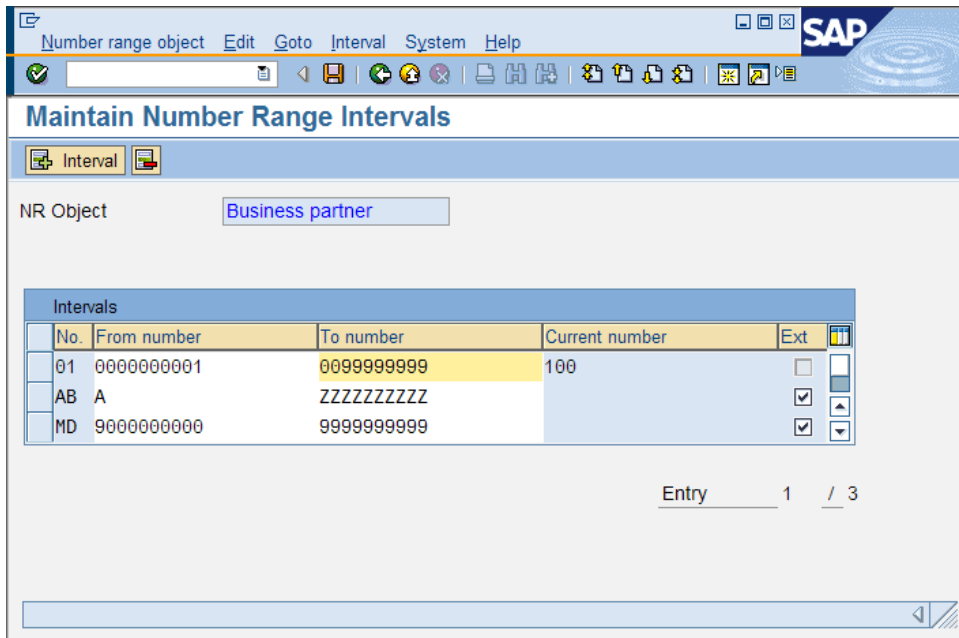 Number range object Edit Goto Interval System Help
SAP
Maintain Number Range Intervals
Interval
NR Object Business partner
Intervals
No. From number To number Current number Ext
01 0000000001 0099999999 100
AB A ZZZZZZZZZZ
MD 9000000000 9999999999
Entry 1 / 3